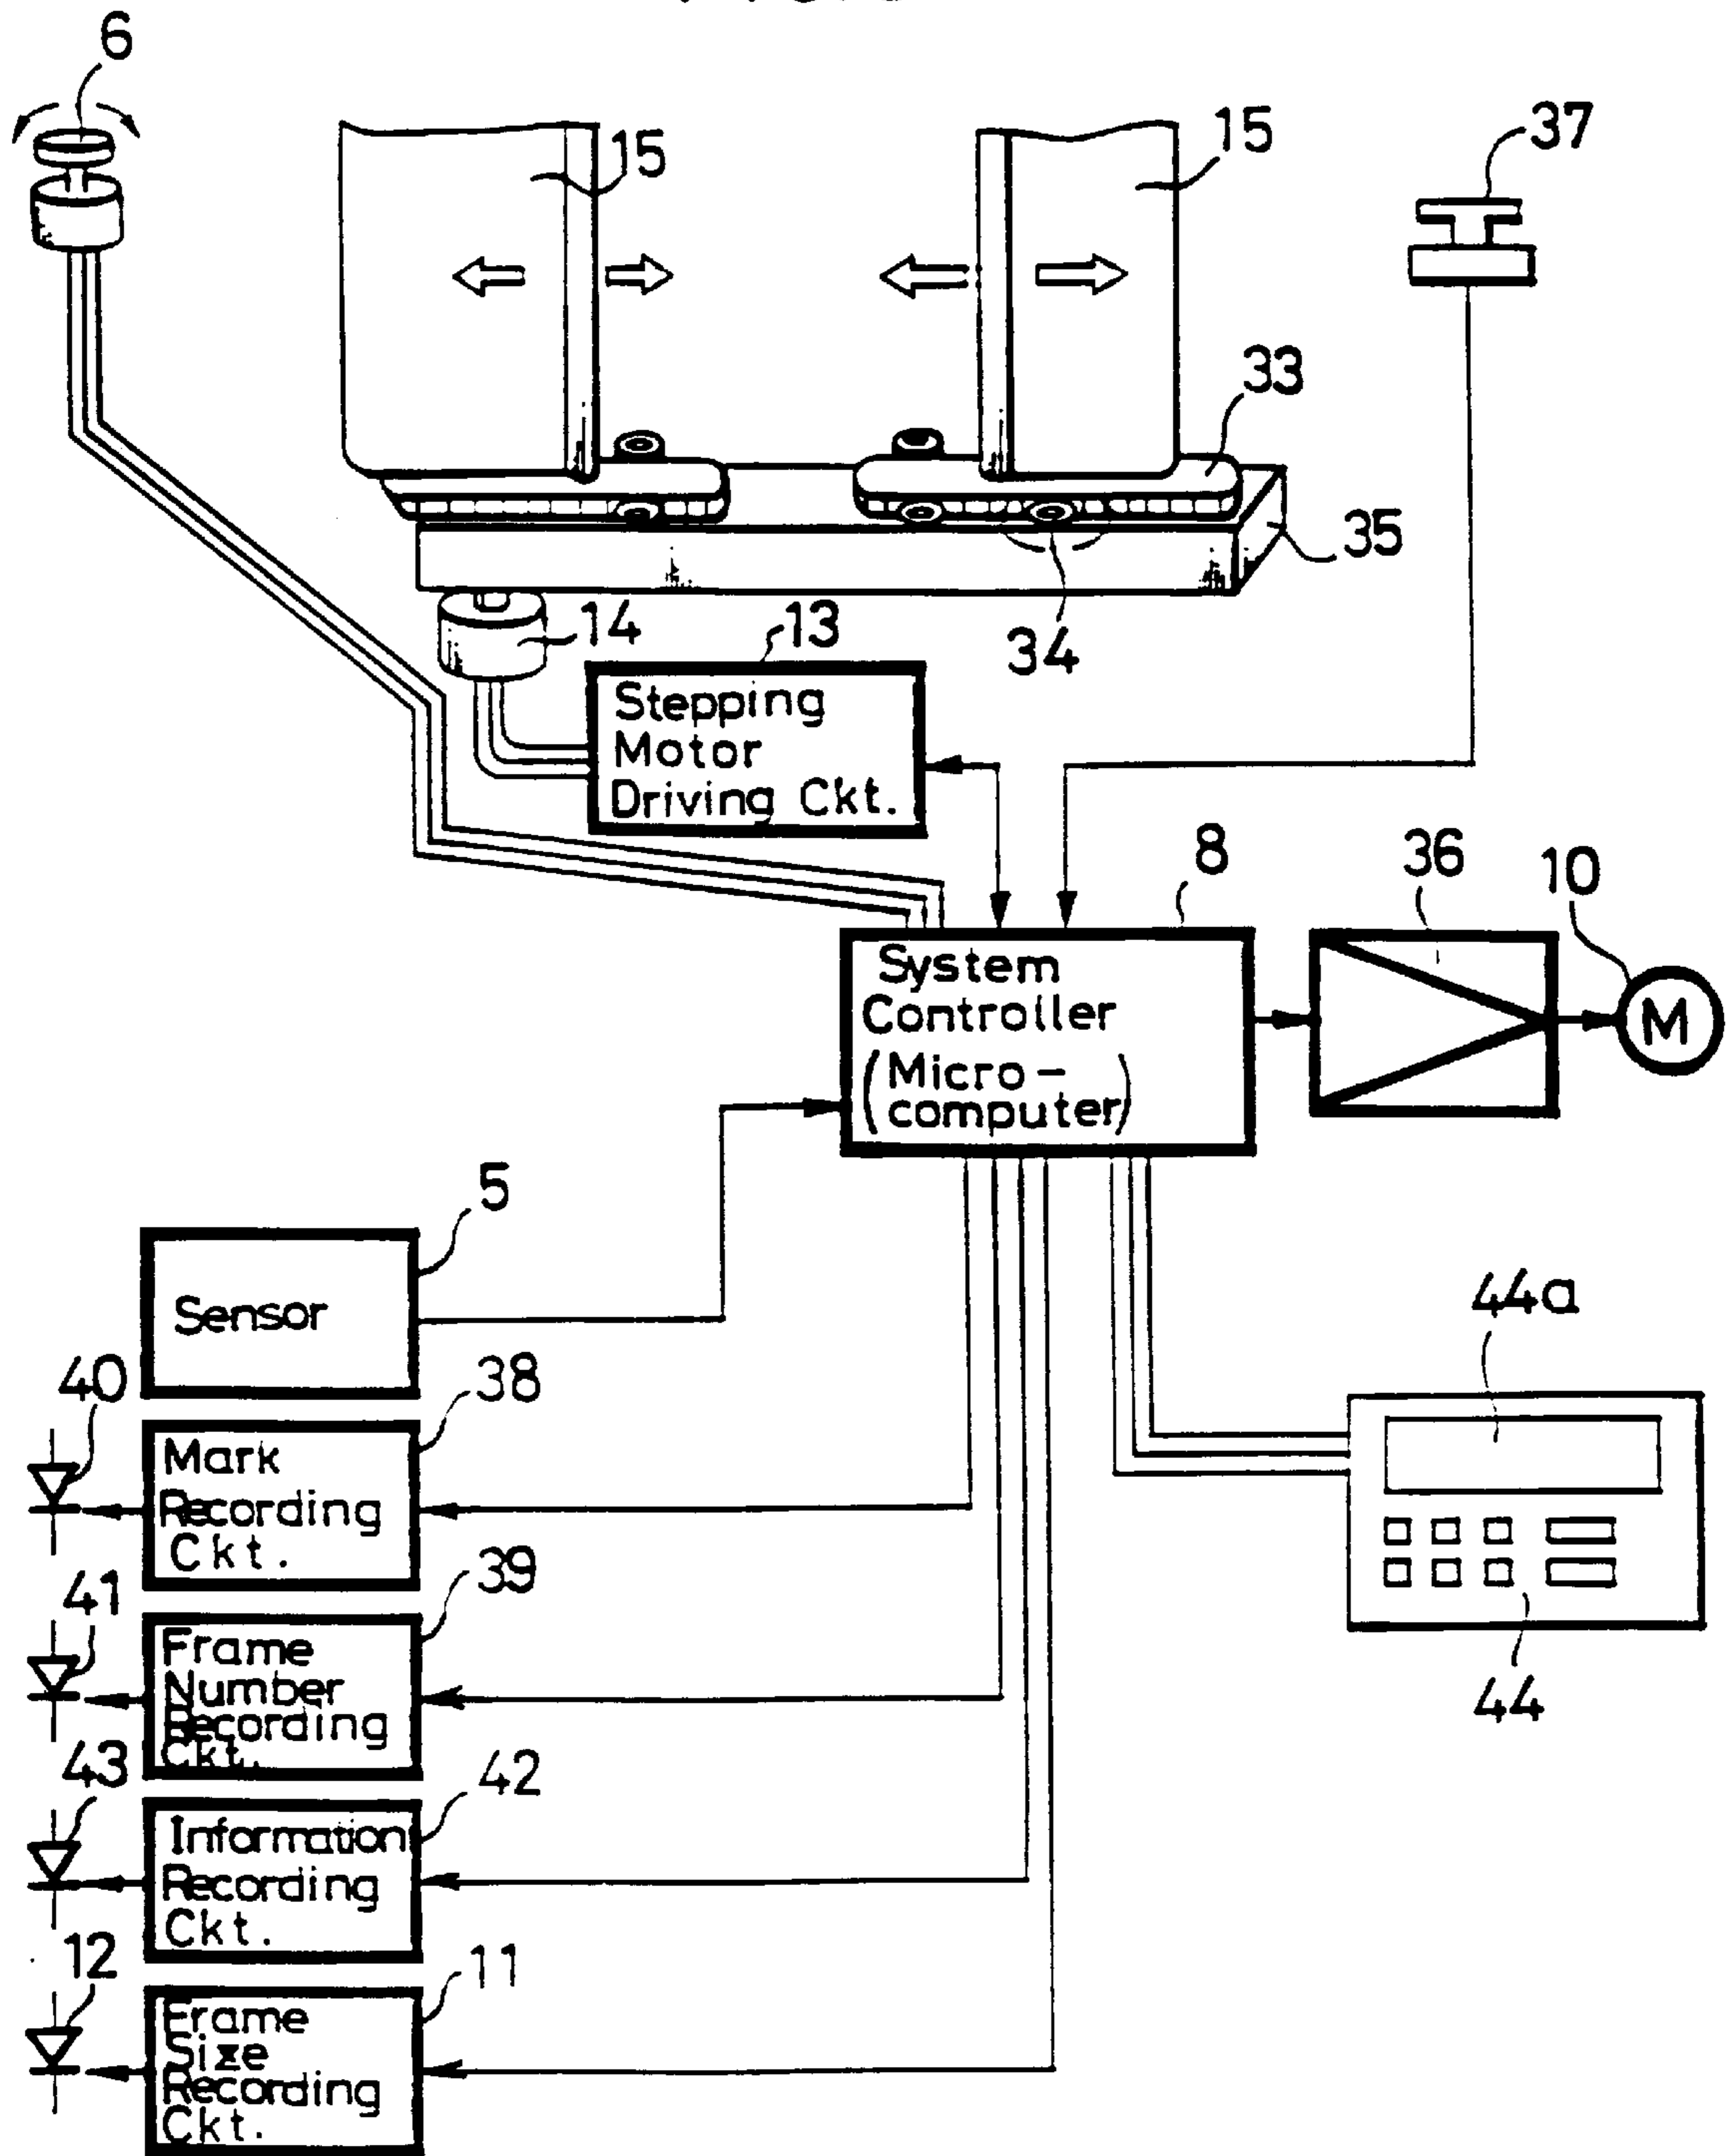 6
15
15
37
33
35
34
14
13
Stepping
Motor
Driving Ckt.
8
36
10
System
Controller
(Micro-
computer)
M
5
Sensor
44a
40
38
Mark
Recording
Ckt.
41
39
Frame
Number
Recording
Ckt.
44
43
42
Information
Recording
Ckt.
12
11
Frame
Size
Recording
Ckt.